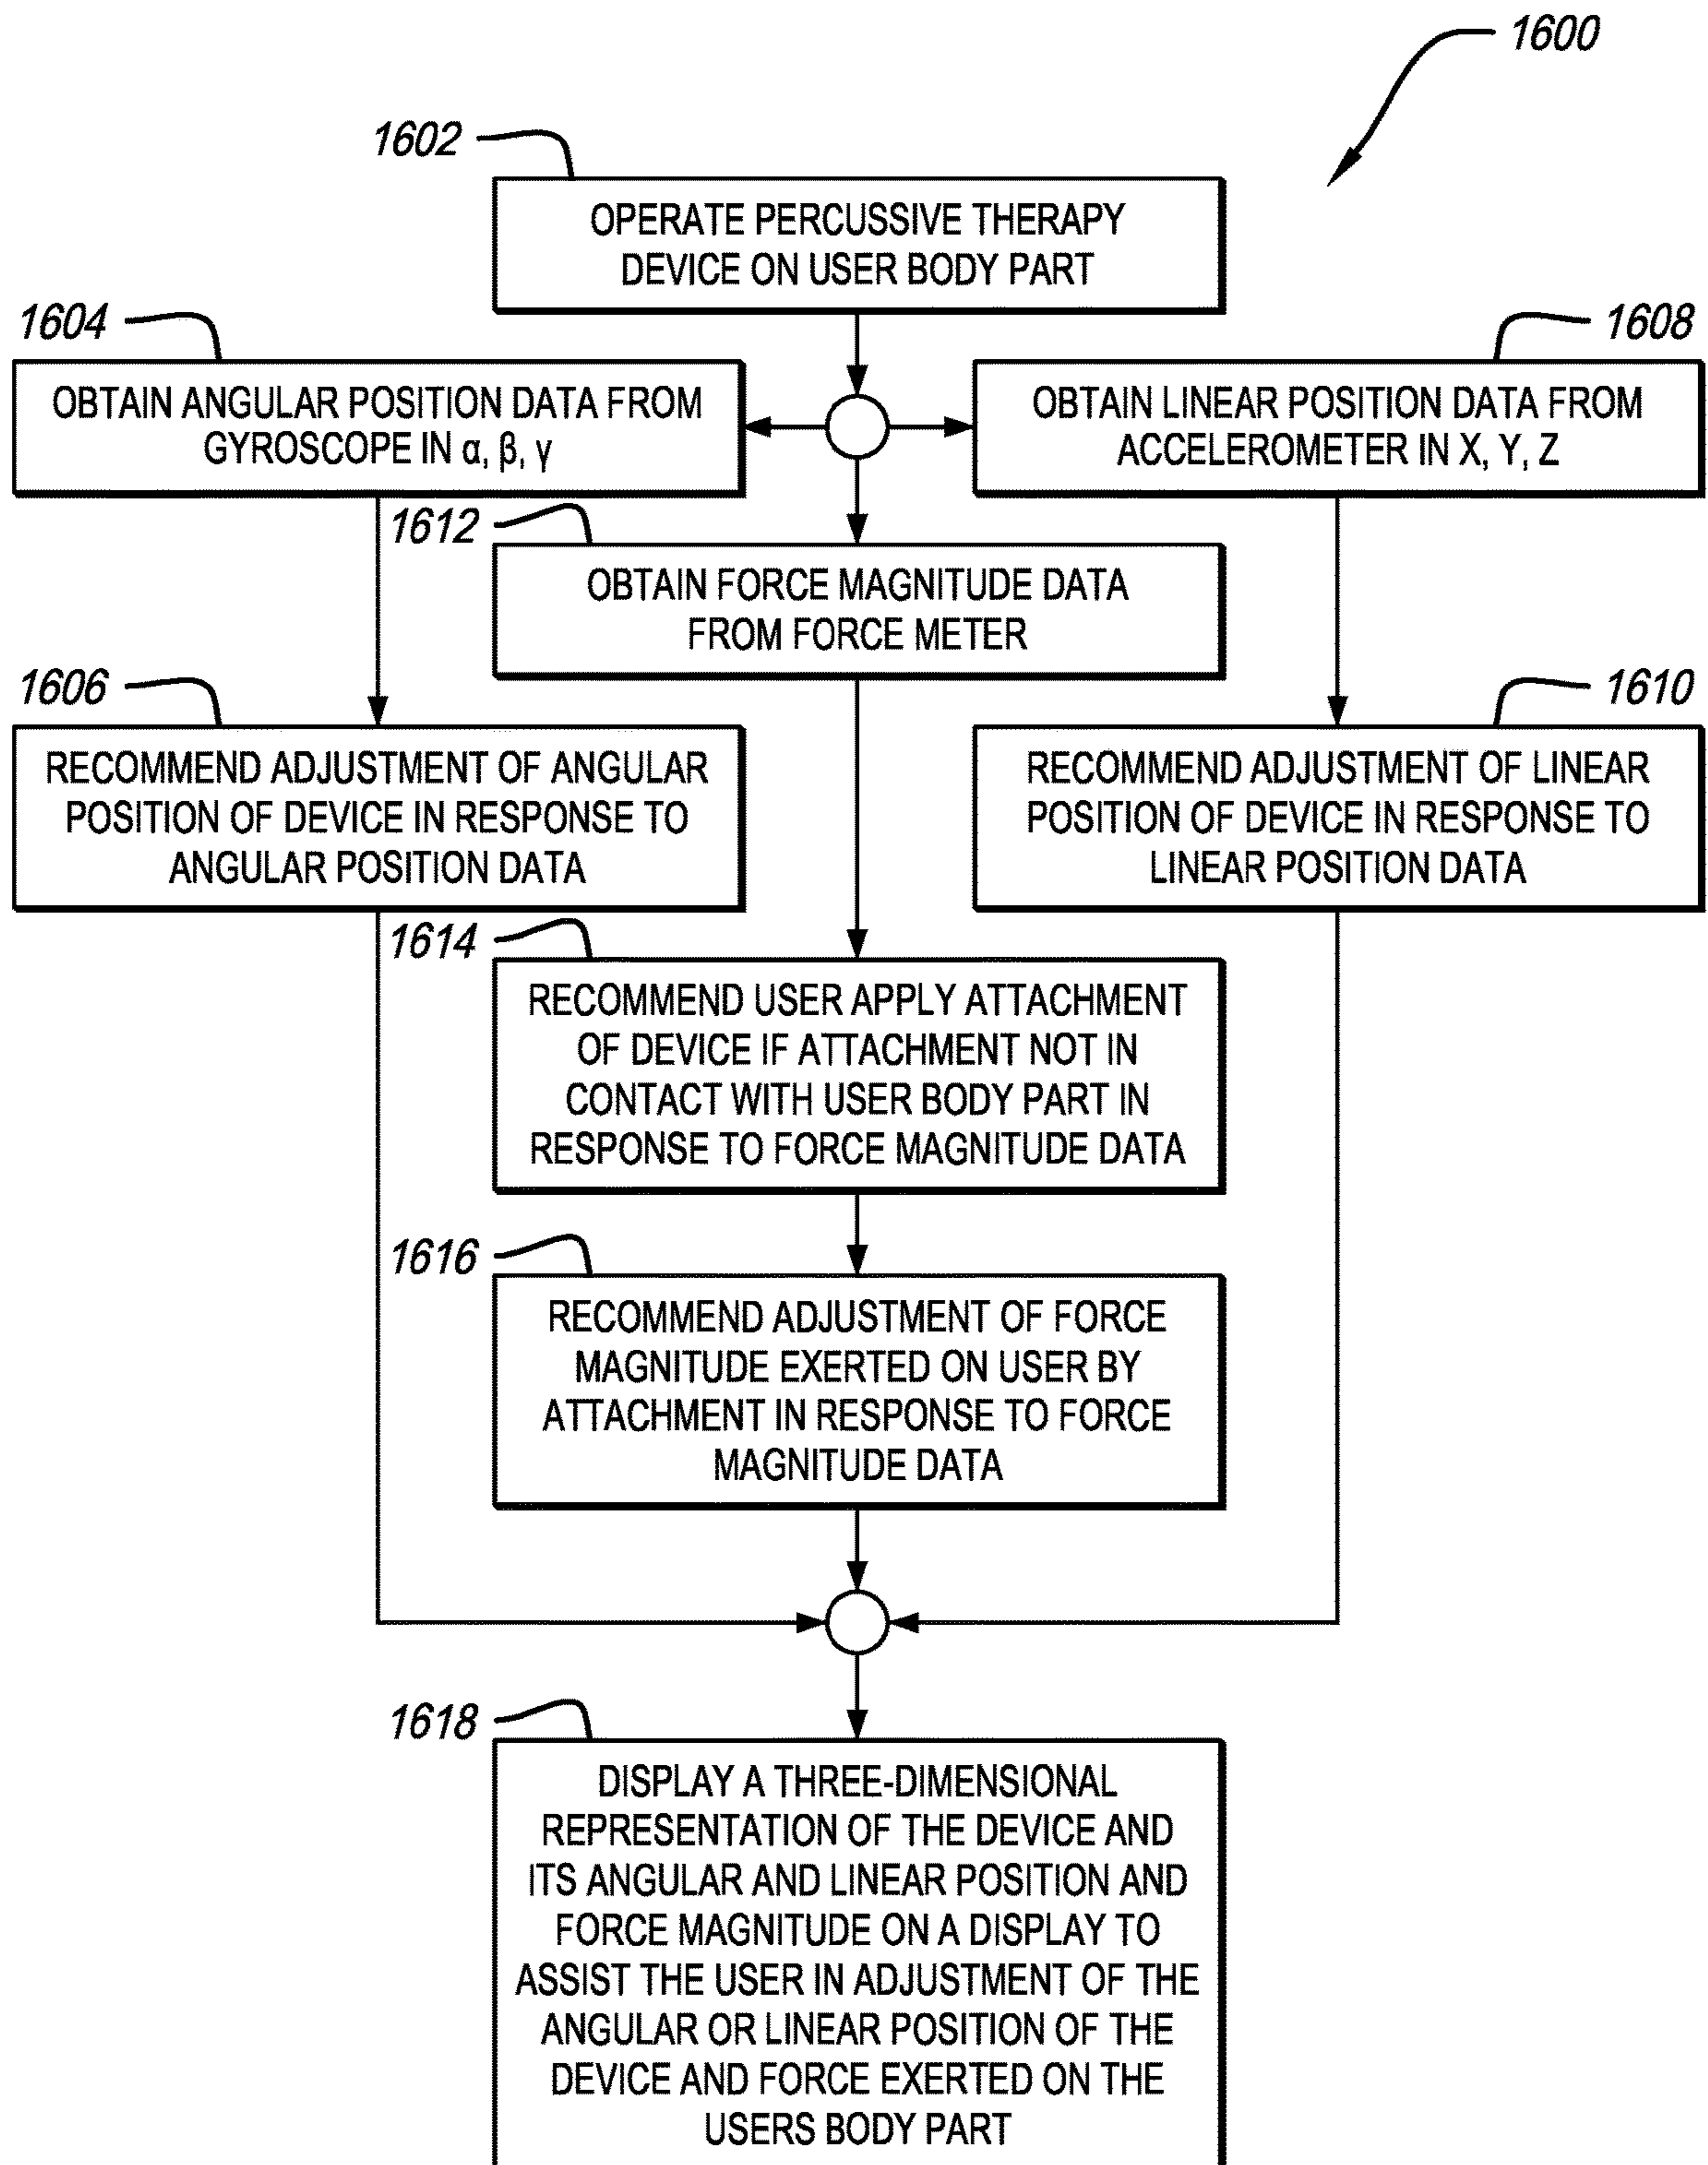 1600
1602
OPERATE PERCUSSIVE THERAPY
DEVICE ON USER BODY PART
1604
OBTAIN ANGULAR POSITION DATA FROM
GYROSCOPE IN α, β, γ
1608
OBTAIN LINEAR POSITION DATA FROM
ACCELEROMETER IN X, Y, Z
1612
OBTAIN FORCE MAGNITUDE DATA
FROM FORCE METER
1606
RECOMMEND ADJUSTMENT OF ANGULAR
POSITION OF DEVICE IN RESPONSE TO
ANGULAR POSITION DATA
1610
RECOMMEND ADJUSTMENT OF LINEAR
POSITION OF DEVICE IN RESPONSE TO
LINEAR POSITION DATA
1614
RECOMMEND USER APPLY ATTACHMENT
OF DEVICE IF ATTACHMENT NOT IN
CONTACT WITH USER BODY PART IN
RESPONSE TO FORCE MAGNITUDE DATA
1616
RECOMMEND ADJUSTMENT OF FORCE
MAGNITUDE EXERTED ON USER BY
ATTACHMENT IN RESPONSE TO FORCE
MAGNITUDE DATA
1618
DISPLAY A THREE-DIMENSIONAL
REPRESENTATION OF THE DEVICE AND
ITS ANGULAR AND LINEAR POSITION AND
FORCE MAGNITUDE ON A DISPLAY TO
ASSIST THE USER IN ADJUSTMENT OF THE
ANGULAR OR LINEAR POSITION OF THE
DEVICE AND FORCE EXERTED ON THE
USERS BODY PART